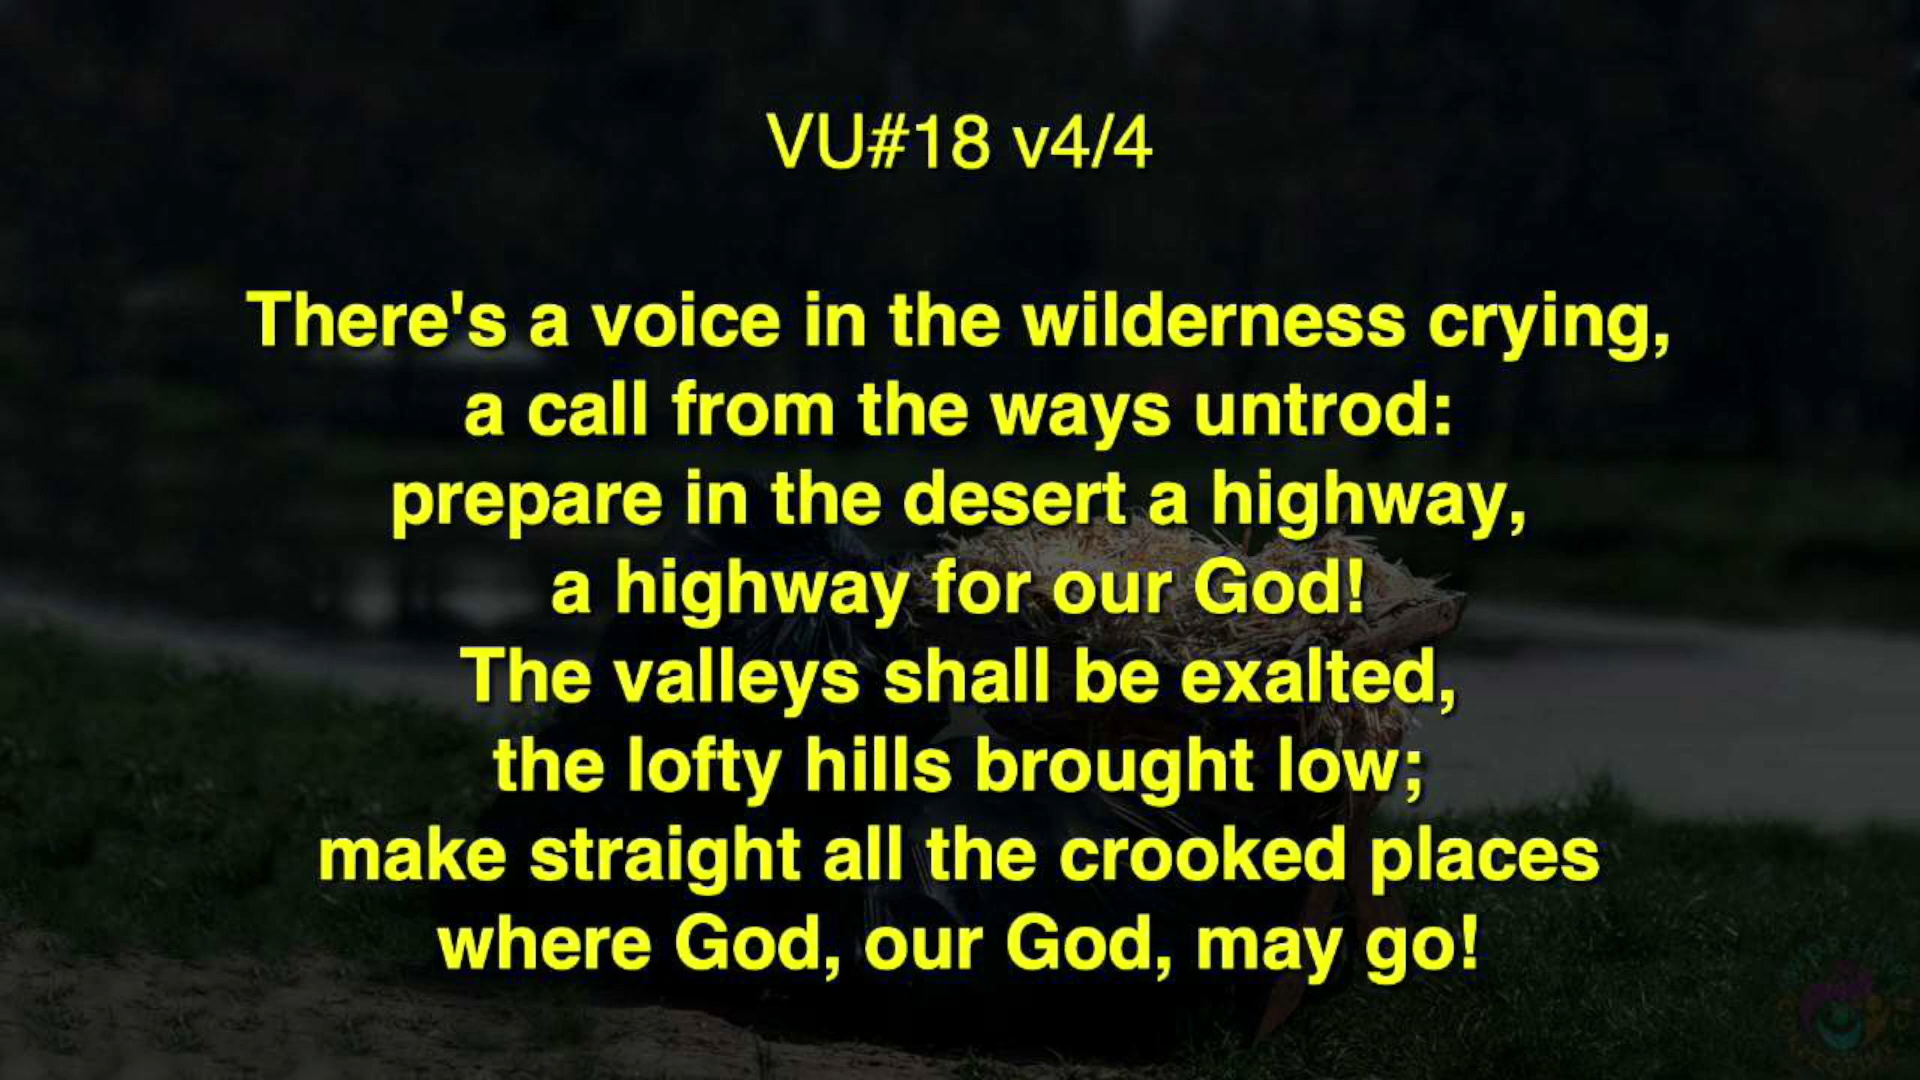 VU#18 v4/4
There's a voice in the wilderness crying,
a call from the ways untrod:
prepare in the desert a highway,
a highway for our God!
The valleys shall be exalted,
the lofty hills brought low;
make straight all the crooked places
where God, our God, may go!